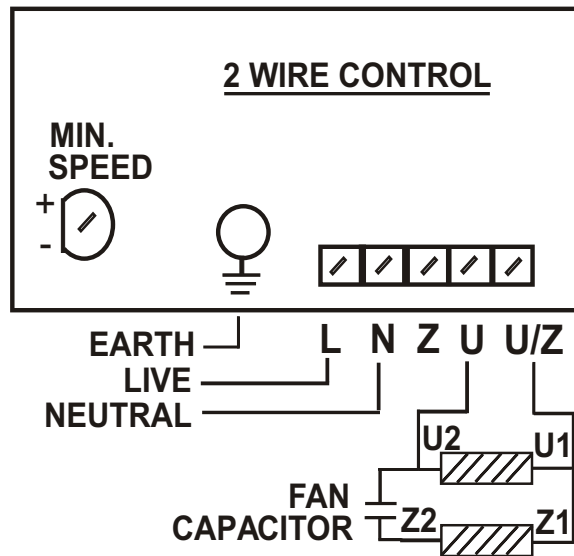 2 WIRE CONTROL
MIN.
SPEED
+
-
EARTH
L N Z U U/Z
LIVE
NEUTRAL
U2 U1
FAN
CAPACITOR
Z2 Z1